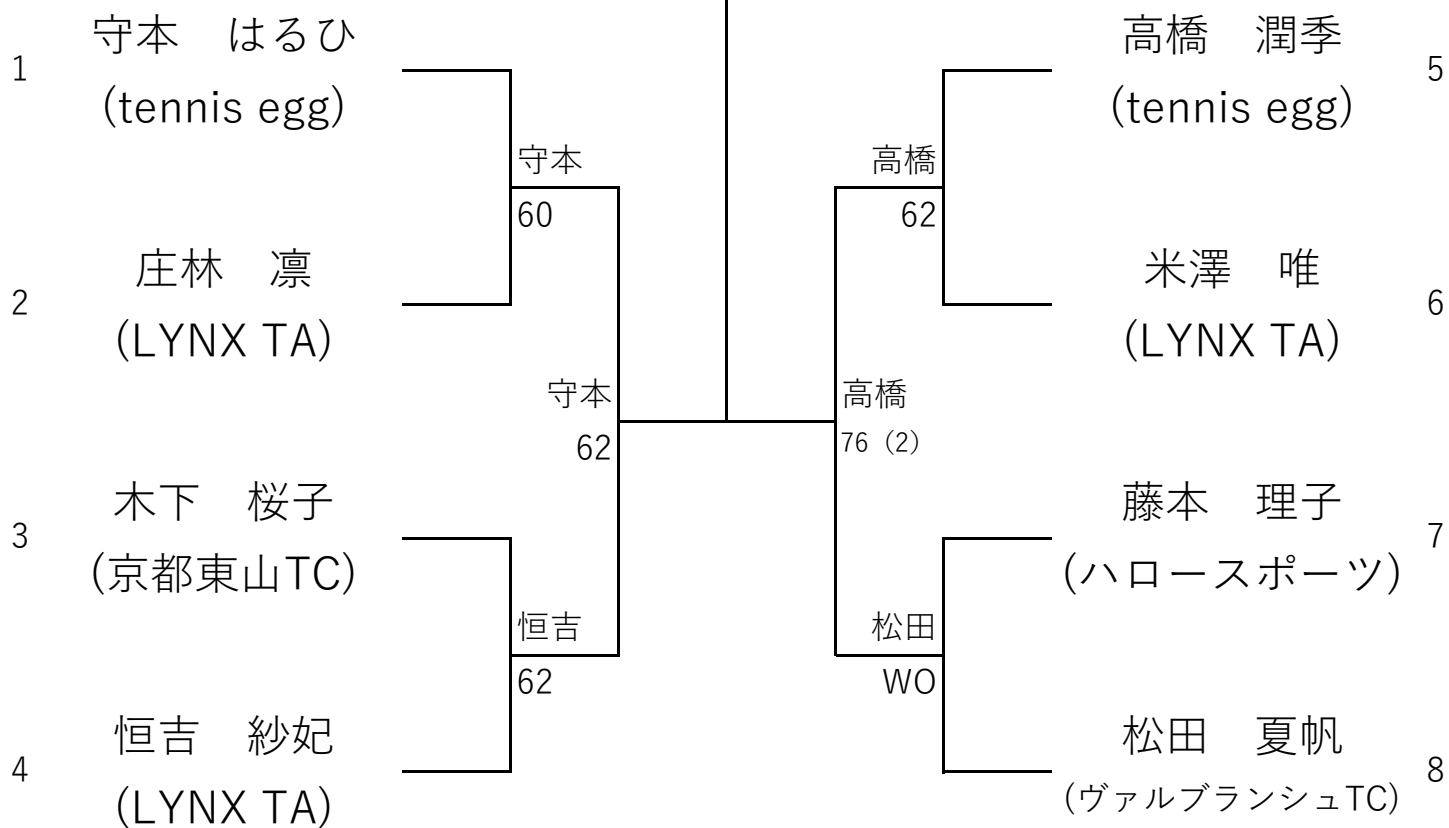 1
守本　はるひ
(tennis egg)
守本
60
2
庄林　凛
(LYNX TA)
守本
62
3
木下　桜子
(京都東山TC)
恒吉
62
4
恒吉　紗妃
(LYNX TA)
高橋　潤季
(tennis egg)
5
高橋
62
米澤　唯
(LYNX TA)
6
高橋
76（2）
藤本　理子
(ハロースポーツ)
7
松田
WO
松田　夏帆
(ヴァルブランシュTC)
8